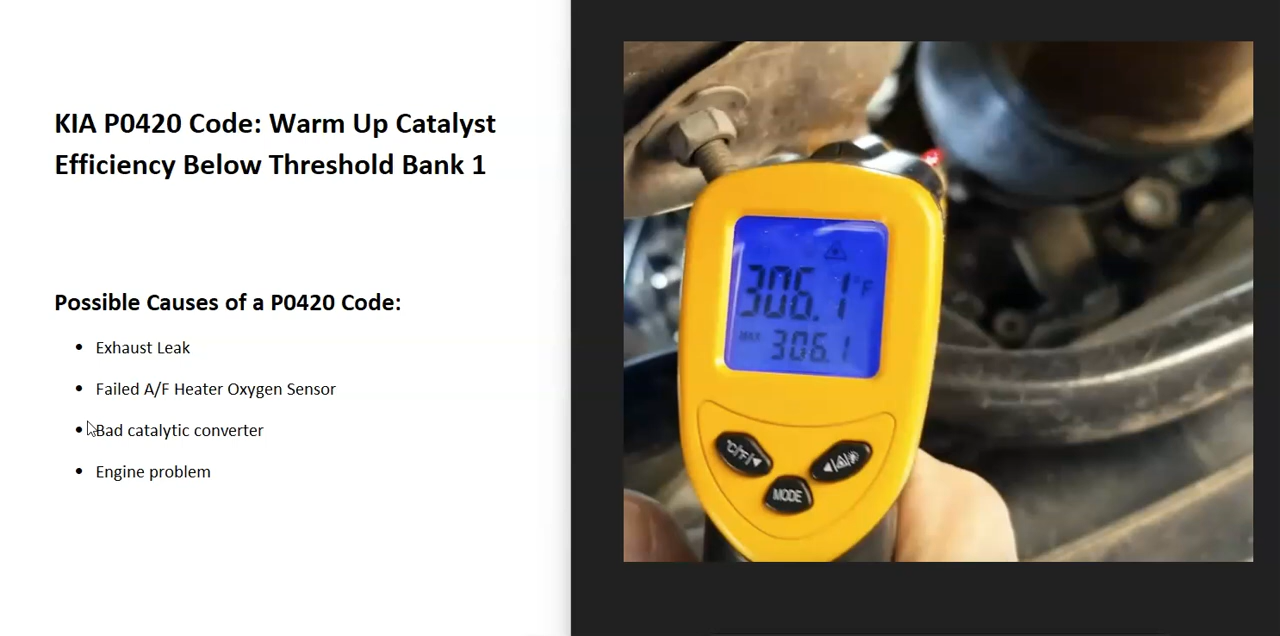 KIA P0420 Code: Warm Up Catalyst
Efficiency Below Threshold Bank 1
Possible Causes of a P0420 Code:
• Exhaust Leak
• Failed A/F Heater Oxygen Sensor
• Bad catalytic converter
• Engine problem
306.1°F
MAX 306.1
°C/°F/▼
MODE